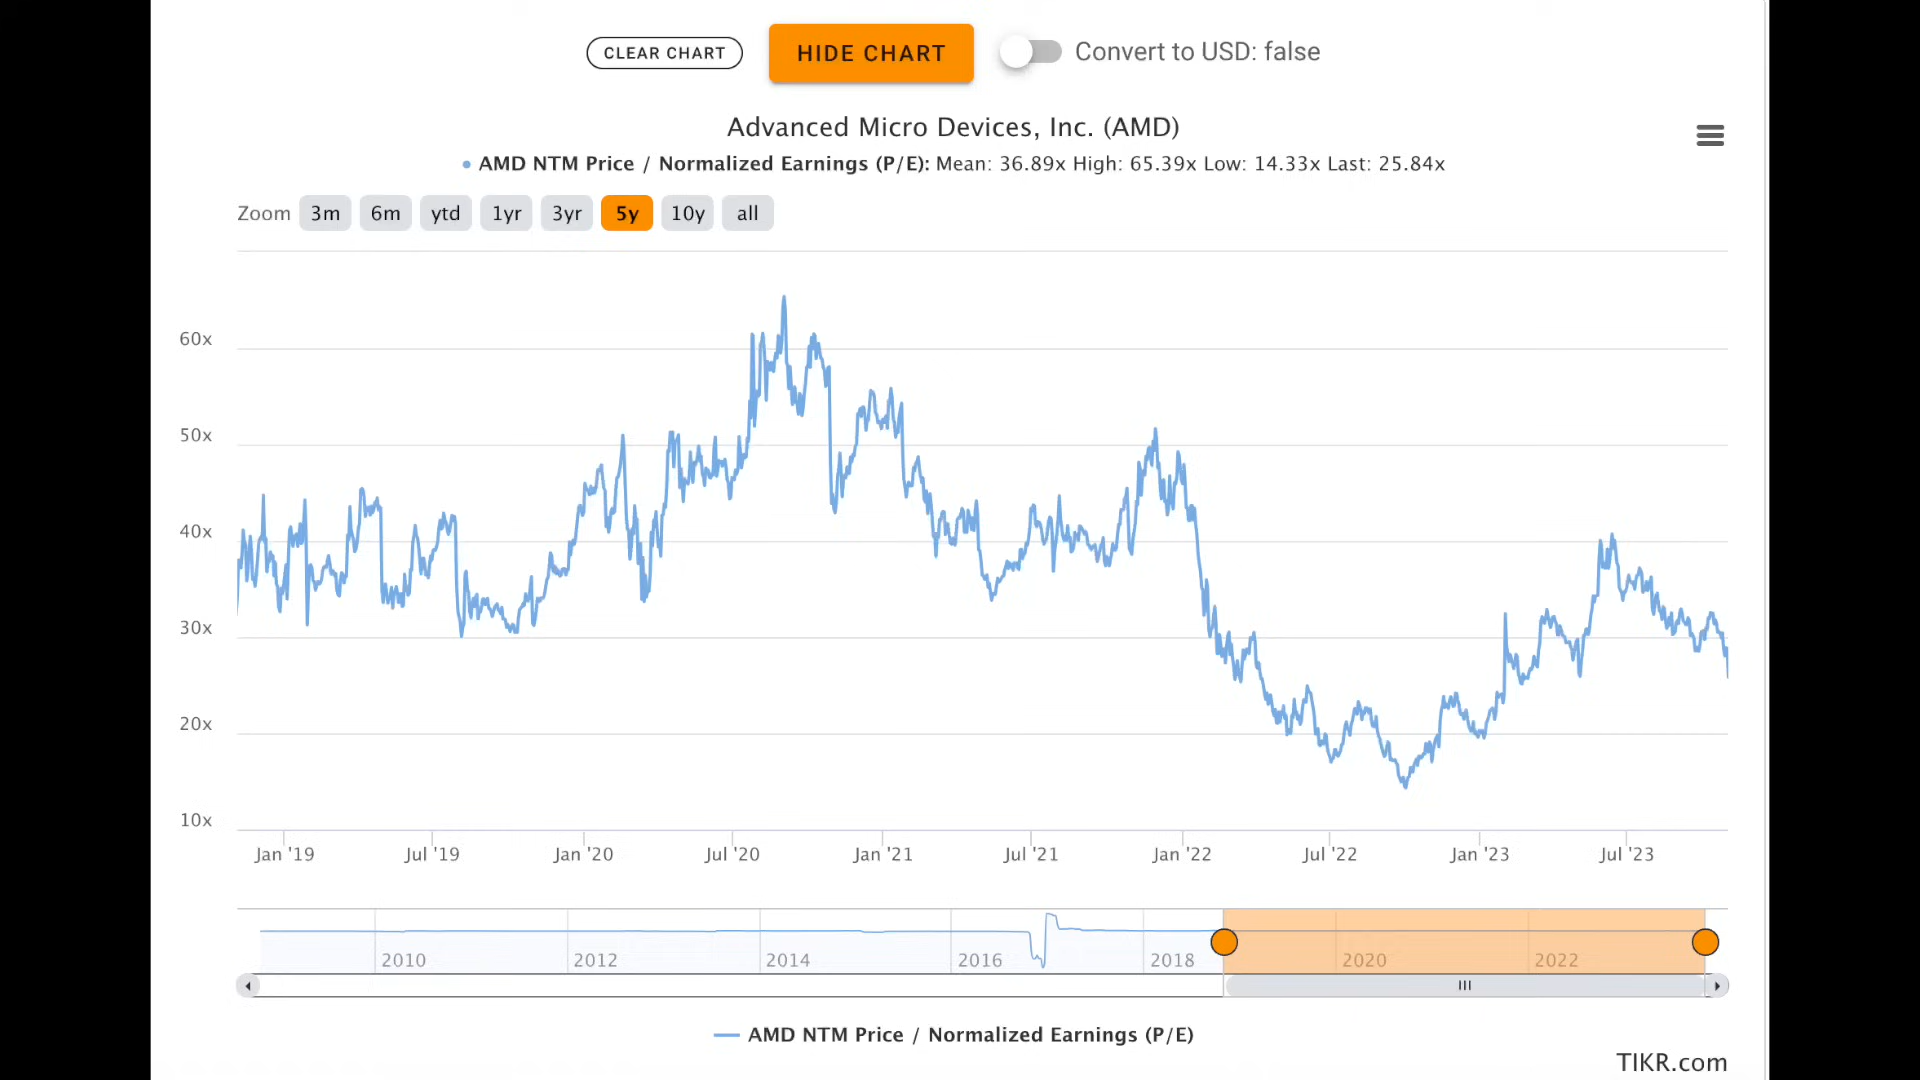 CLEAR CHART HIDE CHART Convert to USD: false
Advanced Micro Devices, Inc. (AMD)
AMD NTM Price / Normalized Earnings (P/E): Mean: 36.89x High: 65.39x Low: 14.33x Last: 25.84x
Zoom 3m 6m ytd 1yr 3yr 5y 10y all
60x
50x
40x
30x
20x
10x
Jan '19 Jul '19 Jan '20 Jul '20 Jan '21 Jul '21 Jan '22 Jul '22 Jan '23 Jul '23
2010 2012 2014 2016 2018 2020 2022
AMD NTM Price / Normalized Earnings (P/E)
TIKR.com